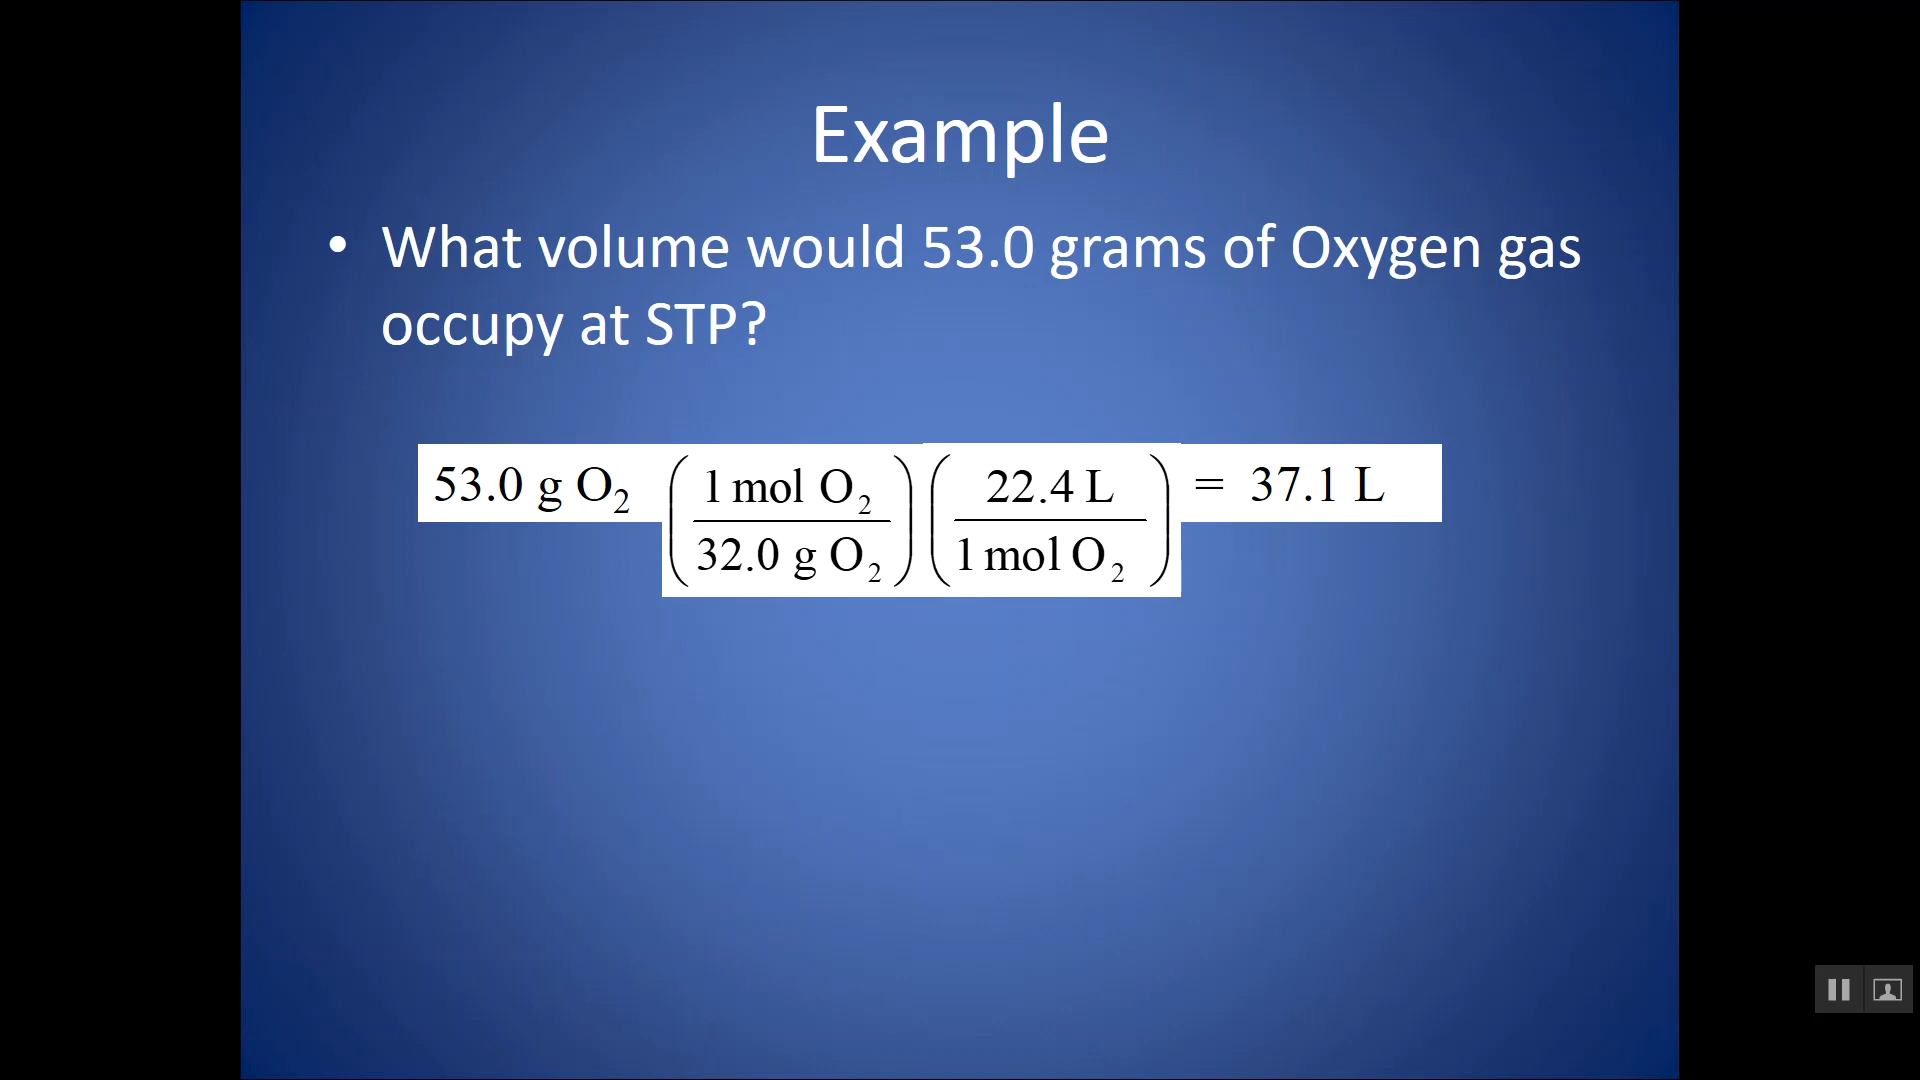 Example
• What volume would 53.0 grams of Oxygen gas
occupy at STP?
53.0 g O₂ (1 mol O₂ / 32.0 g O₂) (22.4 L / 1 mol O₂) = 37.1 L